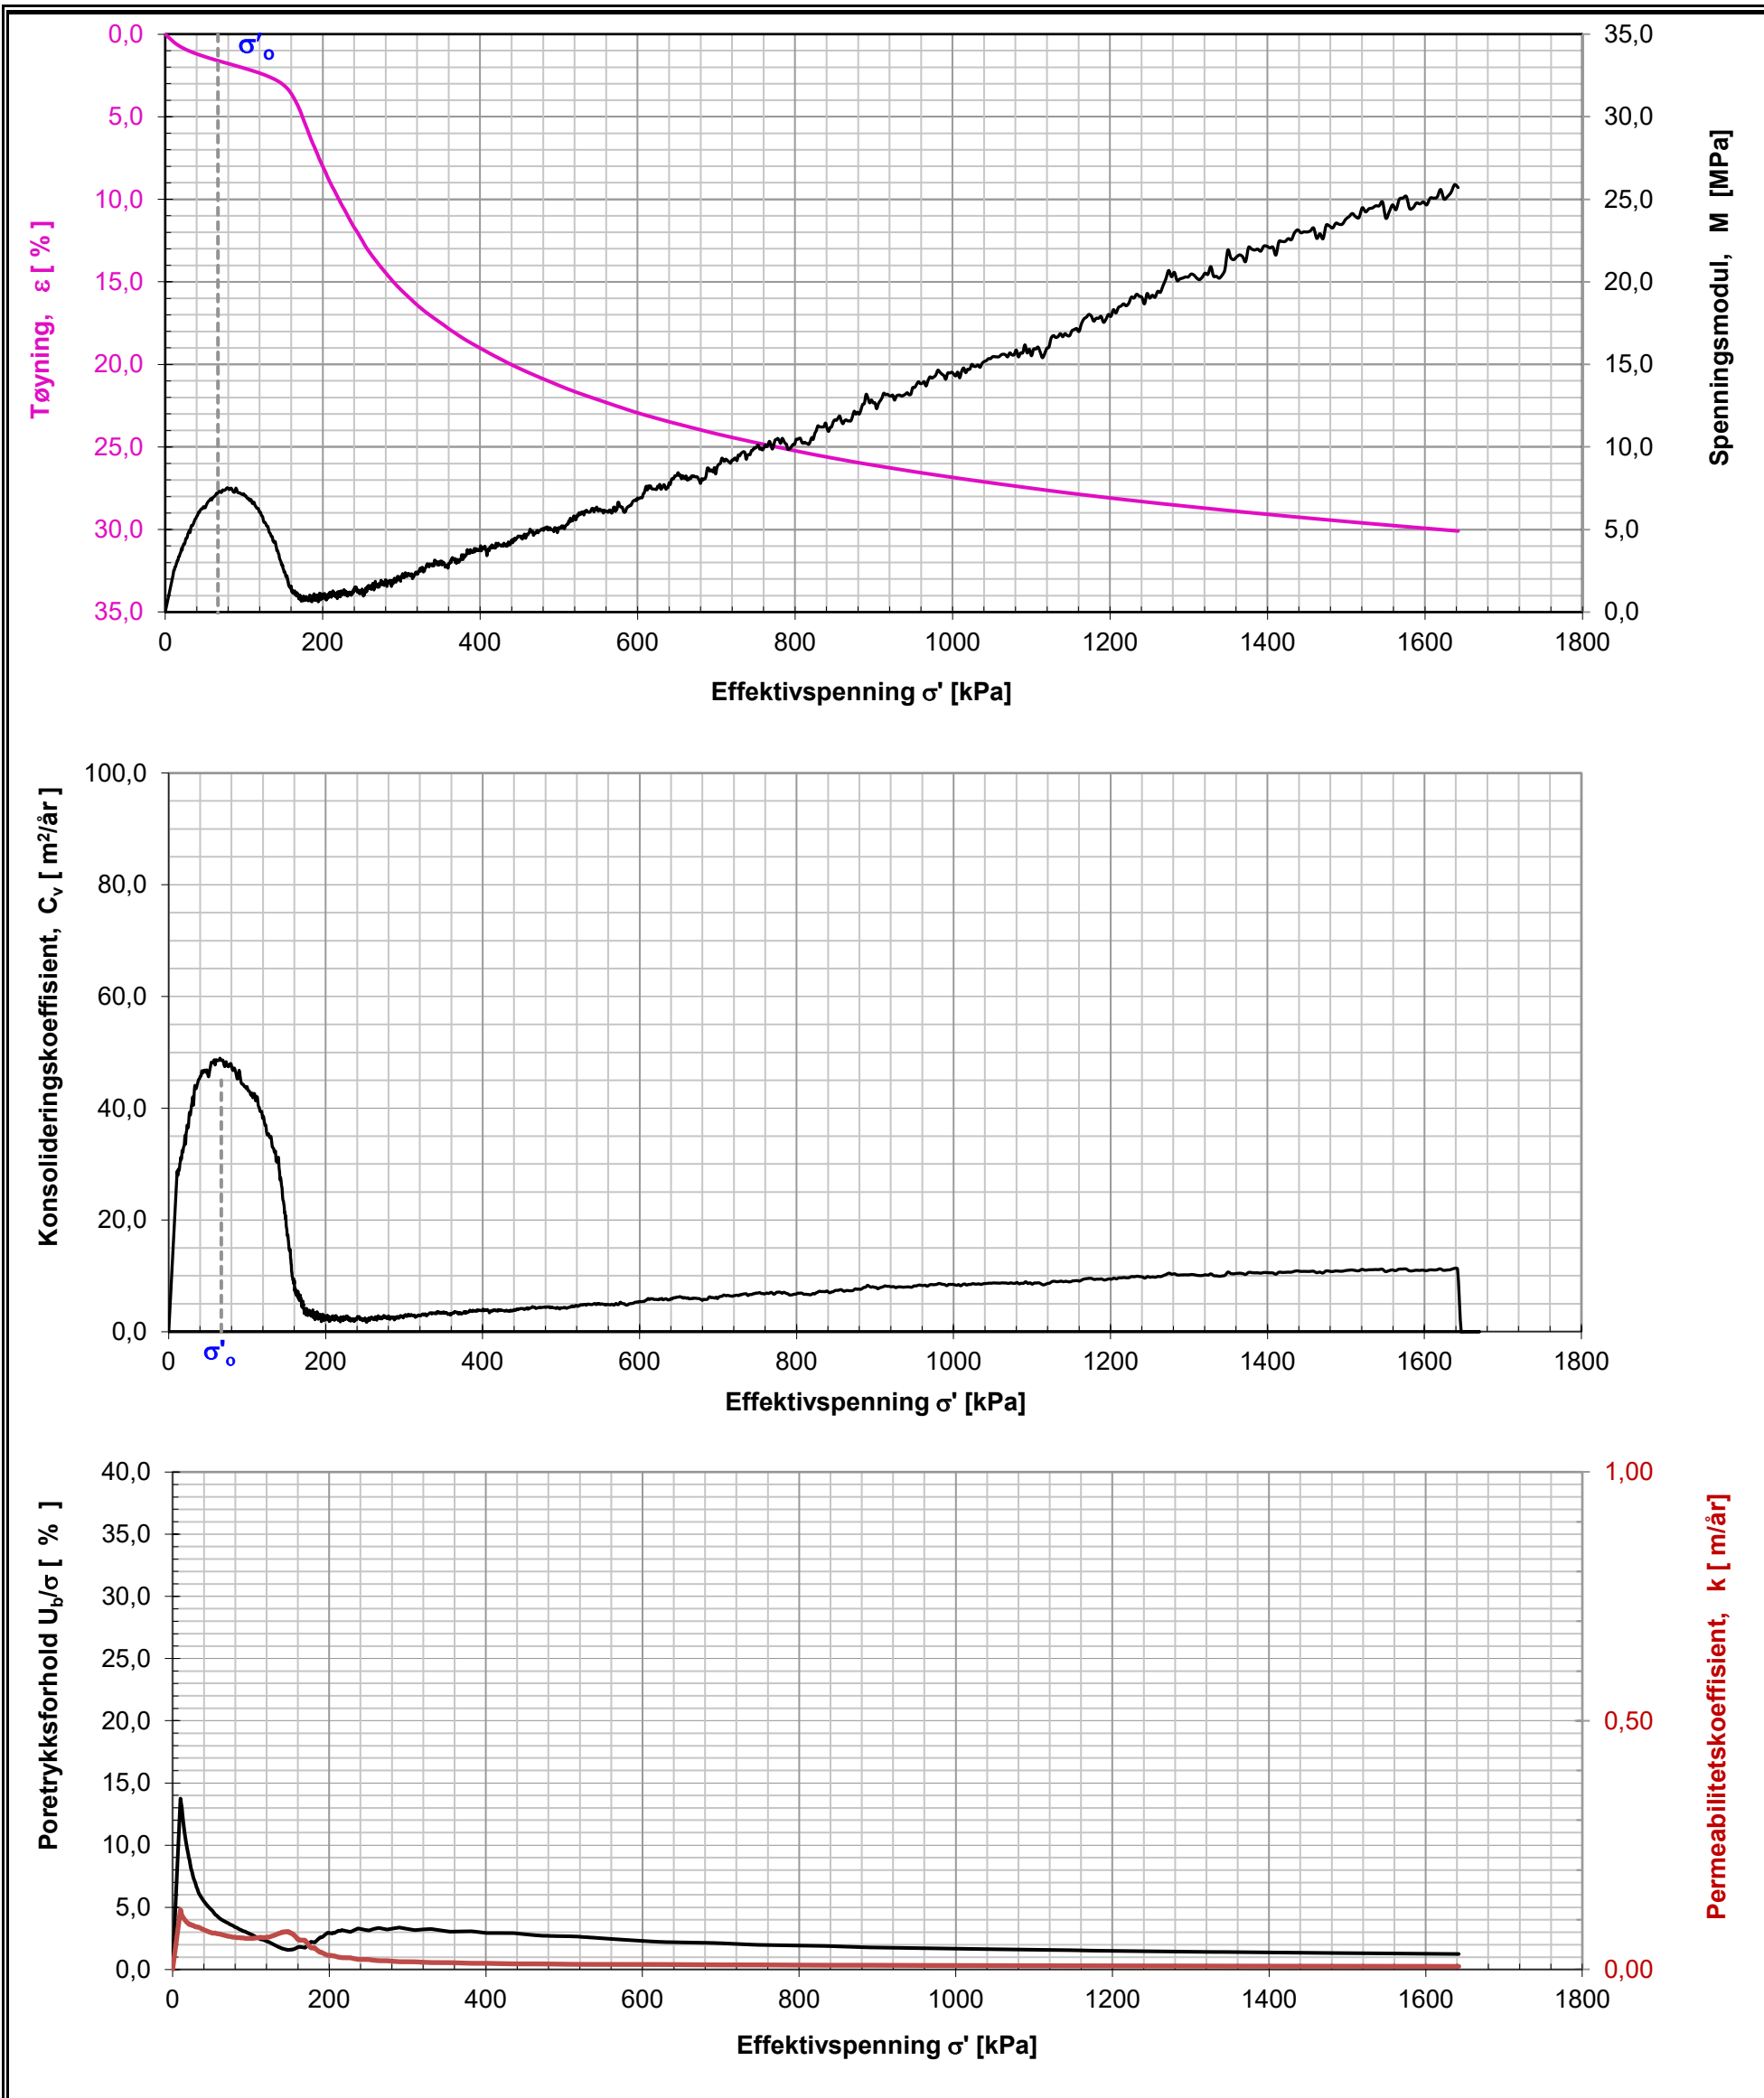 0,0
5,0
10,0
15,0
20,0
25,0
30,0
35,0
Tøyning, ε [ % ]
σ'o
35,0
30,0
25,0
20,0
15,0
10,0
5,0
0,0
Spenningsmodul, M [MPa]
0 200 400 600 800 1000 1200 1400 1600 1800
Effektivspenning σ' [kPa]
100,0
80,0
60,0
40,0
20,0
0,0
Konsolideringskoeffisient, Cv [ m²/år ]
0 200 400 600 800 1000 1200 1400 1600 1800
σ'o
Effektivspenning σ' [kPa]
40,0
35,0
30,0
25,0
20,0
15,0
10,0
5,0
0,0
Poretrykksforhold Ub/σ [ % ]
1,00
0,50
0,00
Permeabilitetskoeffisient, k [ m/år]
0 200 400 600 800 1000 1200 1400 1600 1800
Effektivspenning σ' [kPa]